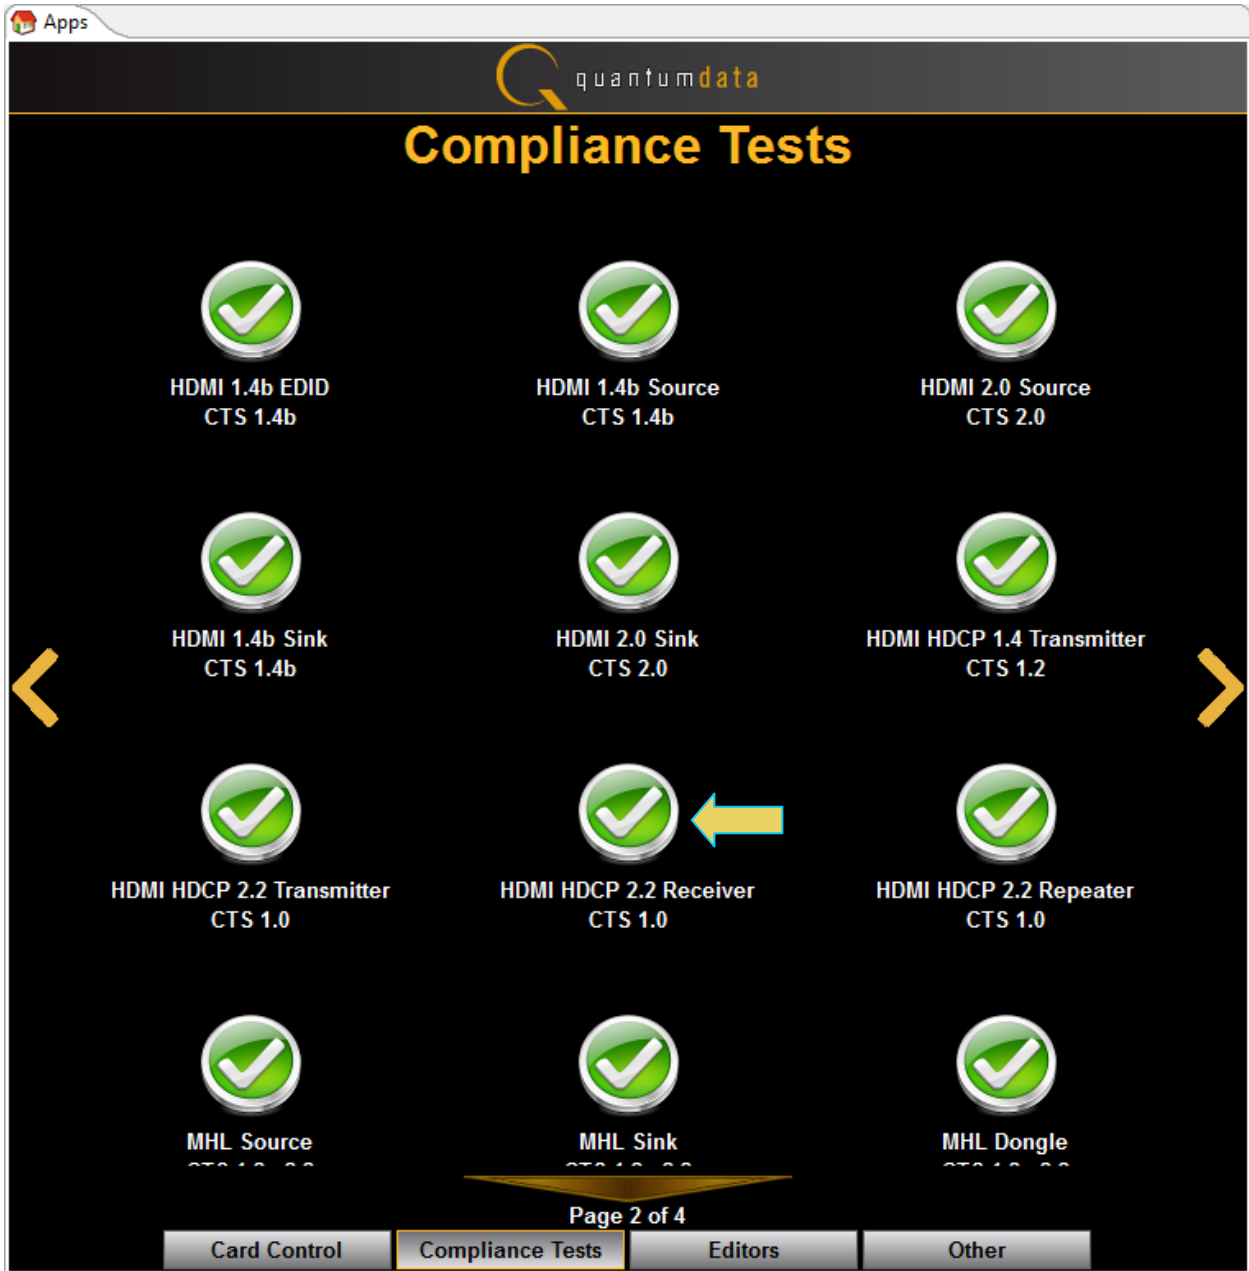 Apps
quantumdata
Compliance Tests
HDMI 1.4b EDID
CTS 1.4b
HDMI 1.4b Source
CTS 1.4b
HDMI 2.0 Source
CTS 2.0
HDMI 1.4b Sink
CTS 1.4b
HDMI 2.0 Sink
CTS 2.0
HDMI HDCP 1.4 Transmitter
CTS 1.2
HDMI HDCP 2.2 Transmitter
CTS 1.0
HDMI HDCP 2.2 Receiver
CTS 1.0
HDMI HDCP 2.2 Repeater
CTS 1.0
MHL Source
MHL Sink
MHL Dongle
Page 2 of 4
Card Control
Compliance Tests
Editors
Other